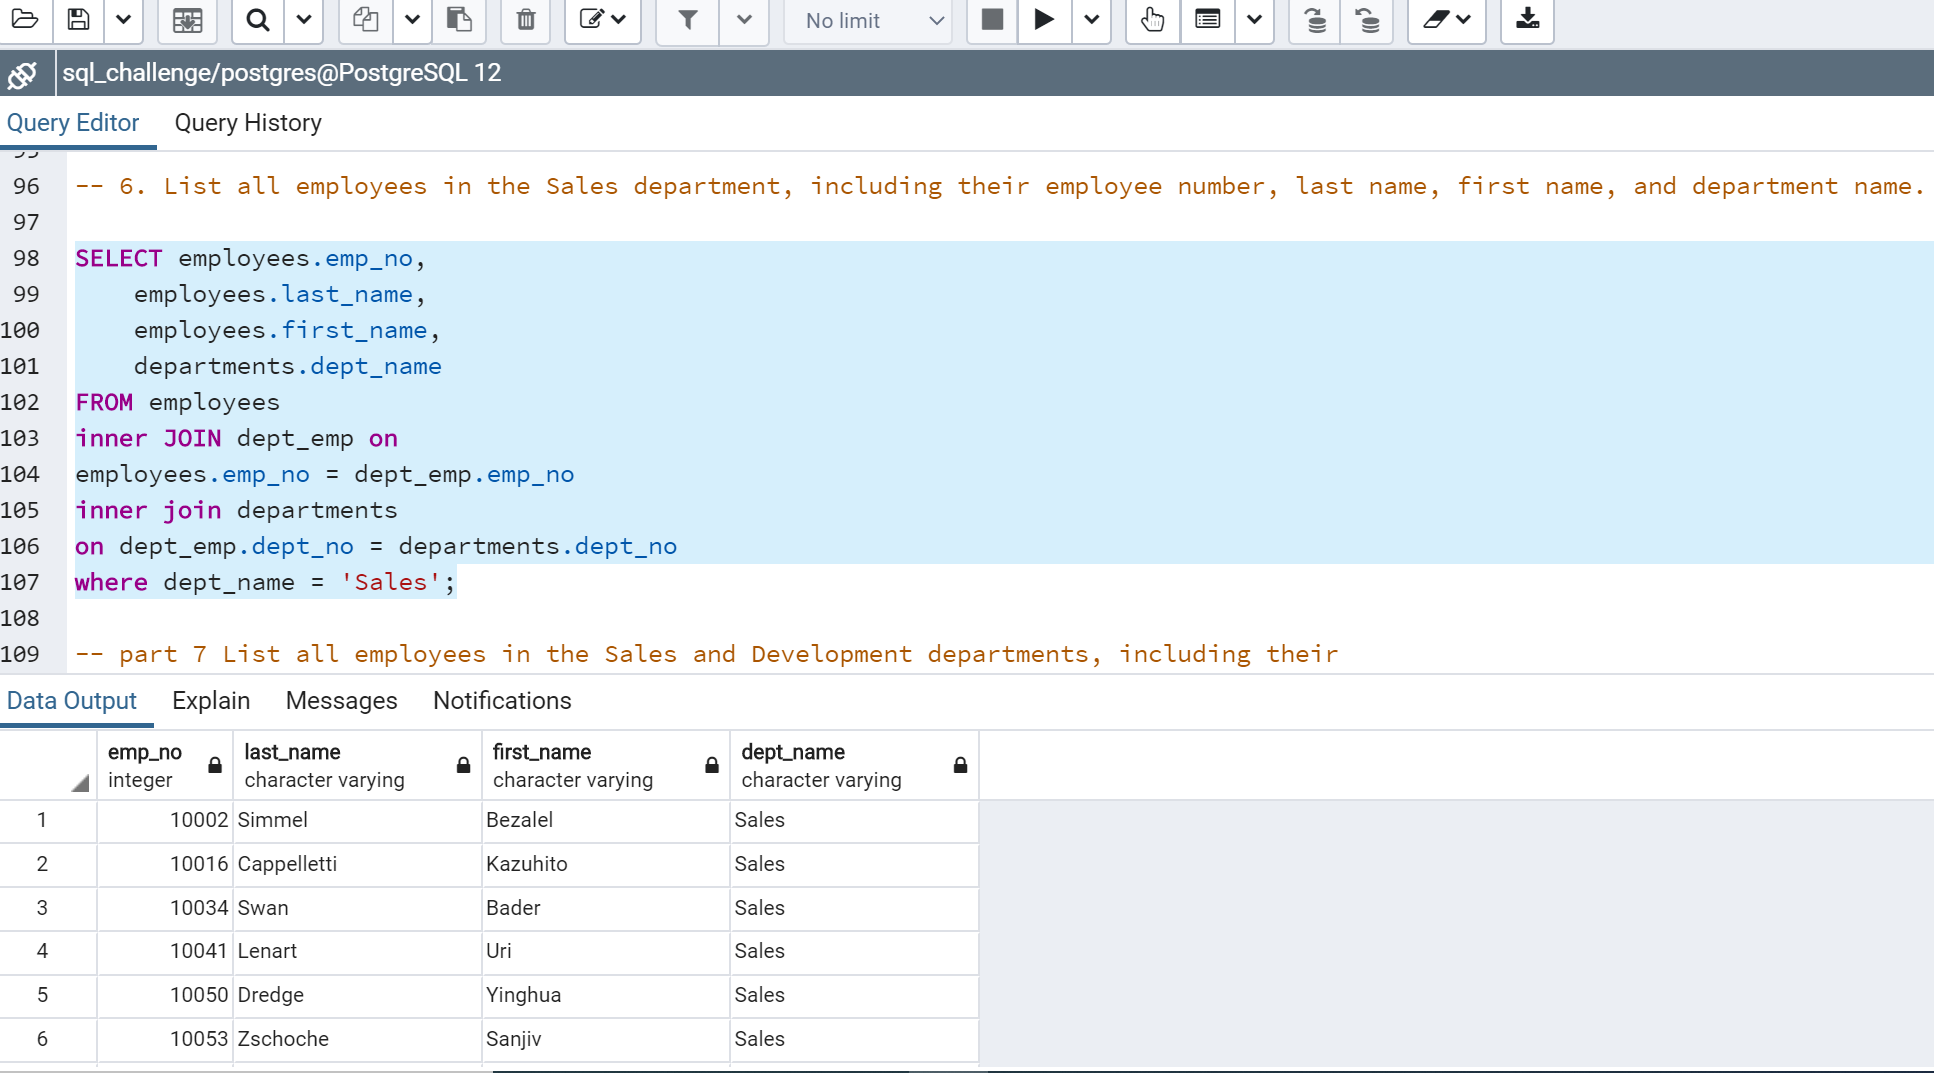 No limit
sql_challenge/postgres@PostgreSQL 12
Query Editor Query History
96 -- 6. List all employees in the Sales department, including their employee number, last name, first name, and department name.
97
98 SELECT employees.emp_no,
99 employees.last_name,
100 employees.first_name,
101 departments.dept_name
102 FROM employees
103 inner JOIN dept_emp on
104 employees.emp_no = dept_emp.emp_no
105 inner join departments
106 on dept_emp.dept_no = departments.dept_no
107 where dept_name = 'Sales';
108
109 -- part 7 List all employees in the Sales and Development departments, including their
Data Output Explain Messages Notifications
emp_no last_name first_name dept_name
integer character varying character varying character varying
1 10002 Simmel Bezalel Sales
2 10016 Cappelletti Kazuhito Sales
3 10034 Swan Bader Sales
4 10041 Lenart Uri Sales
5 10050 Dredge Yinghua Sales
6 10053 Zschoche Sanjiv Sales